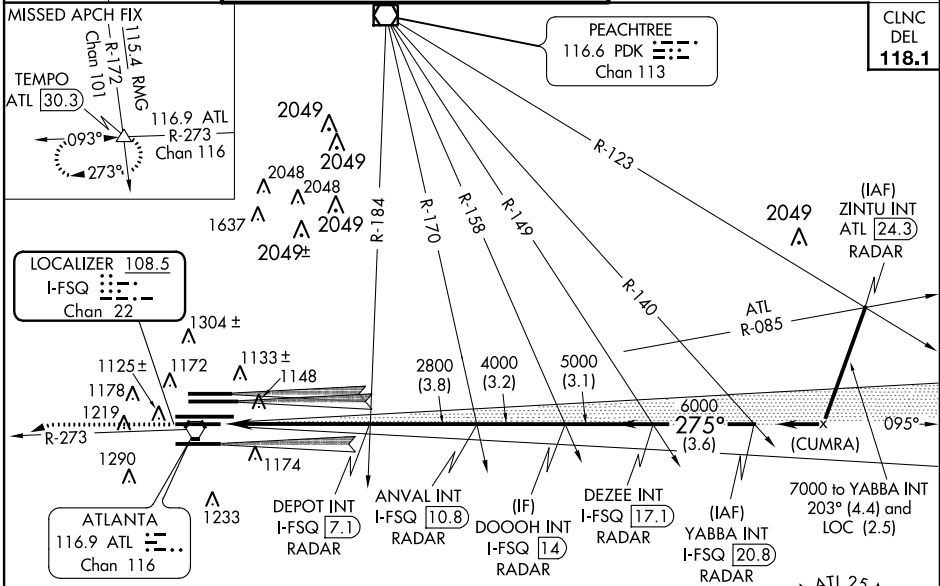 MISSED APCH FIX
115.4 RMG
R-172
Chan 101
TEMPO
ATL 30.3
116.9 ATL
R-273
Chan 116
093°
273°
PEACHTREE
116.6 PDK
Chan 113
CLNC
DEL
118.1
2049
2049
2048
2048
1637
2049
2049±
R-184
R-170
R-158
R-149
R-140
R-123
2049
(IAF)
ZINTU INT
ATL 24.3
RADAR
LOCALIZER 108.5
I-FSQ
Chan 22
ATL
R-085
1304 ±
1125 ±
1172
1133 ±
1148
1178
1219
R-273
1290
1174
1233
2800
(3.8)
4000
(3.2)
5000
(3.1)
6000
275°
(3.6)
095°
(CUMRA)
7000 to YABBA INT
203° (4.4) and
LOC (2.5)
ATLANTA
116.9 ATL
Chan 116
DEPOT INT
I-FSQ 7.1
RADAR
ANVAL INT
I-FSQ 10.8
RADAR
(IF)
DOOOH INT
I-FSQ 14
RADAR
DEZEE INT
I-FSQ 17.1
RADAR
(IAF)
YABBA INT
I-FSQ 20.8
RADAR
ATL 25